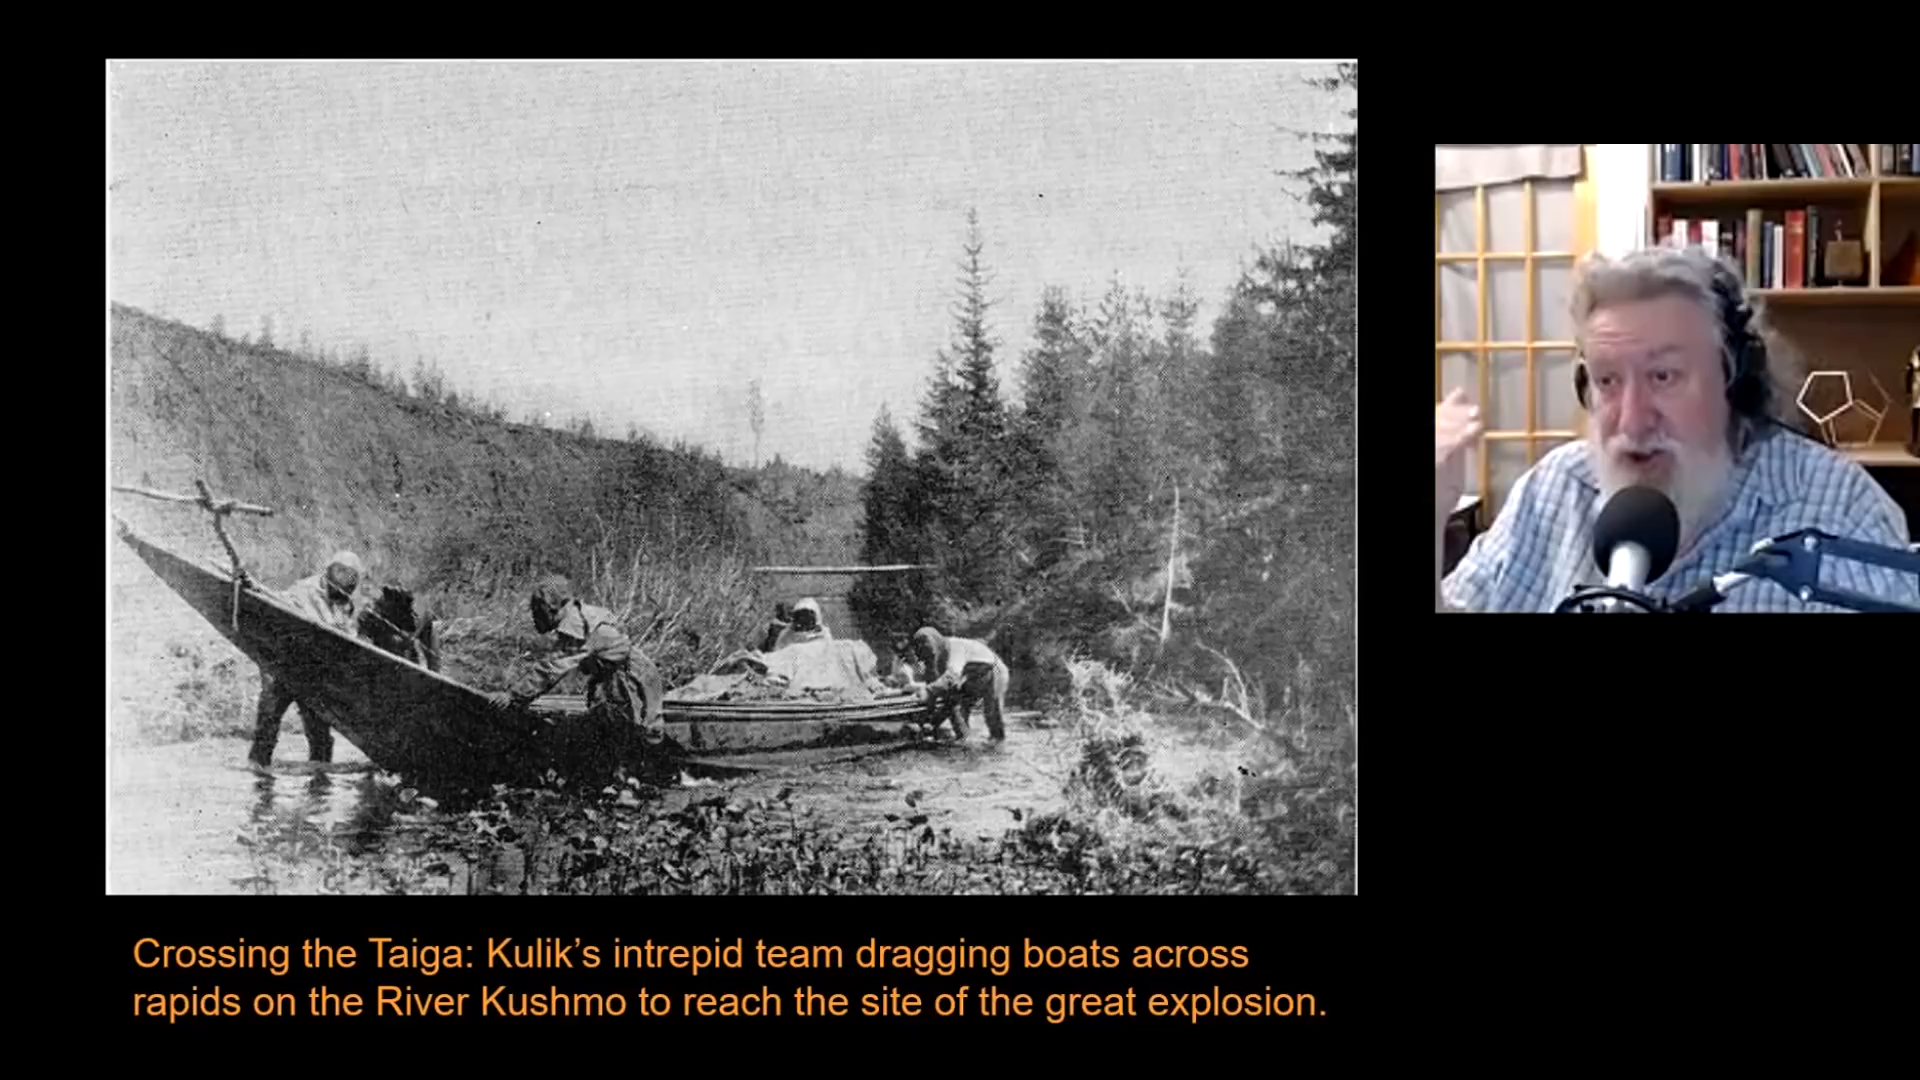 Crossing the Taiga: Kulik’s intrepid team dragging boats across
rapids on the River Kushmo to reach the site of the great explosion.